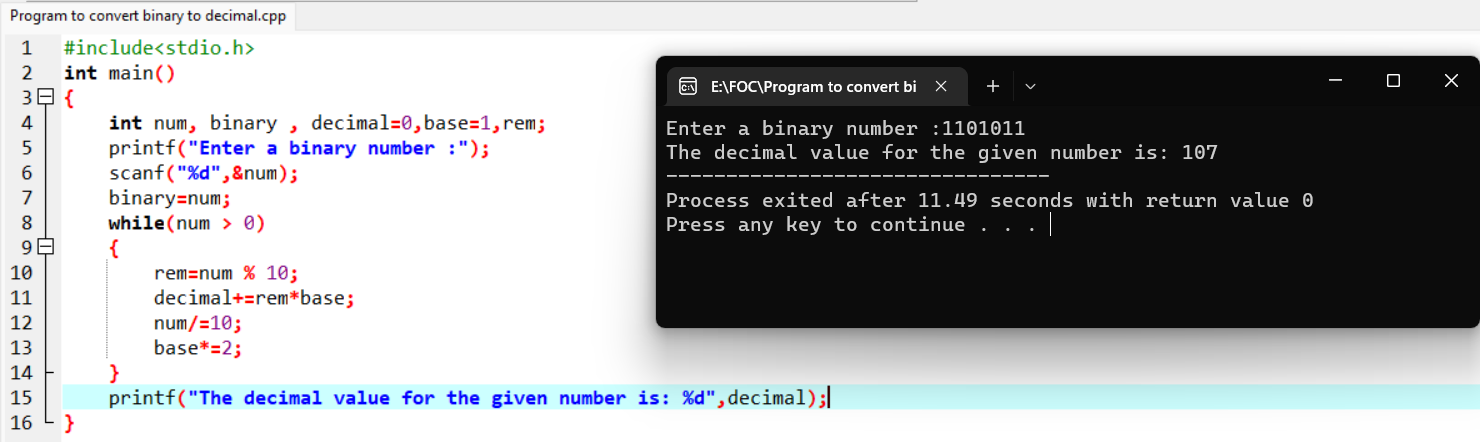 Program to convert binary to decimal.cpp
1 #include<stdio.h>
2 int main()
3 {
4 int num, binary , decimal=0,base=1,rem;
5 printf("Enter a binary number :");
6 scanf("%d",&num);
7 binary=num;
8 while(num > 0)
9 {
10 rem=num % 10;
11 decimal+=rem*base;
12 num/=10;
13 base*=2;
14 }
15 printf("The decimal value for the given number is: %d",decimal);
16 }
E:\FOC\Program to convert bi
Enter a binary number :1101011
The decimal value for the given number is: 107
--------------------------------
Process exited after 11.49 seconds with return value 0
Press any key to continue . . .